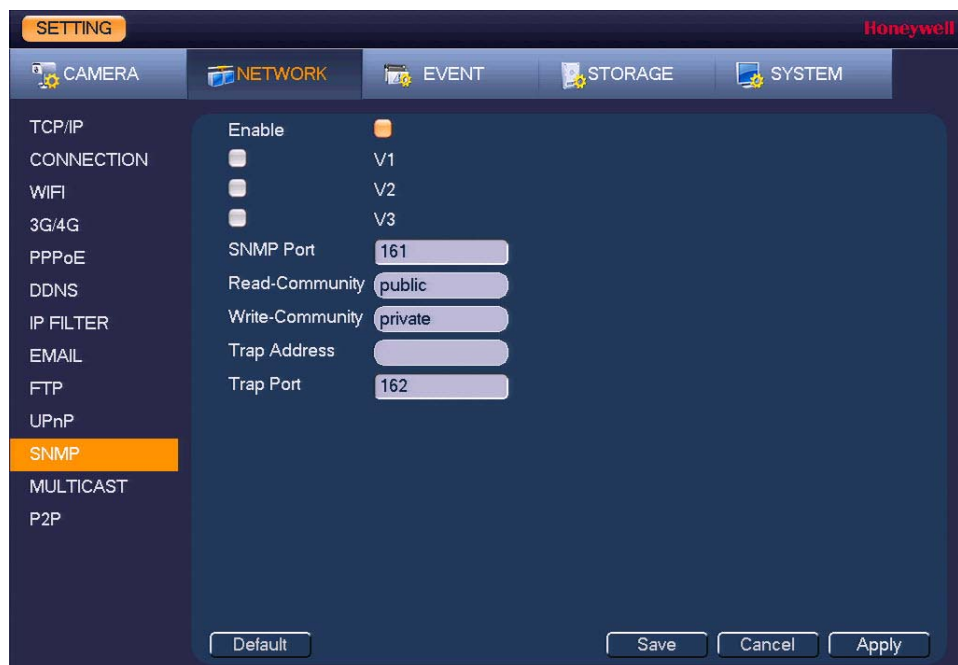 SETTING
Honeywell
CAMERA NETWORK EVENT STORAGE SYSTEM
TCP/IP
CONNECTION
WIFI
3G/4G
PPPoE
DDNS
IP FILTER
EMAIL
FTP
UPnP
SNMP
MULTICAST
P2P
Enable
V1
V2
V3
SNMP Port 161
Read-Community public
Write-Community private
Trap Address
Trap Port 162
Default Save Cancel Apply